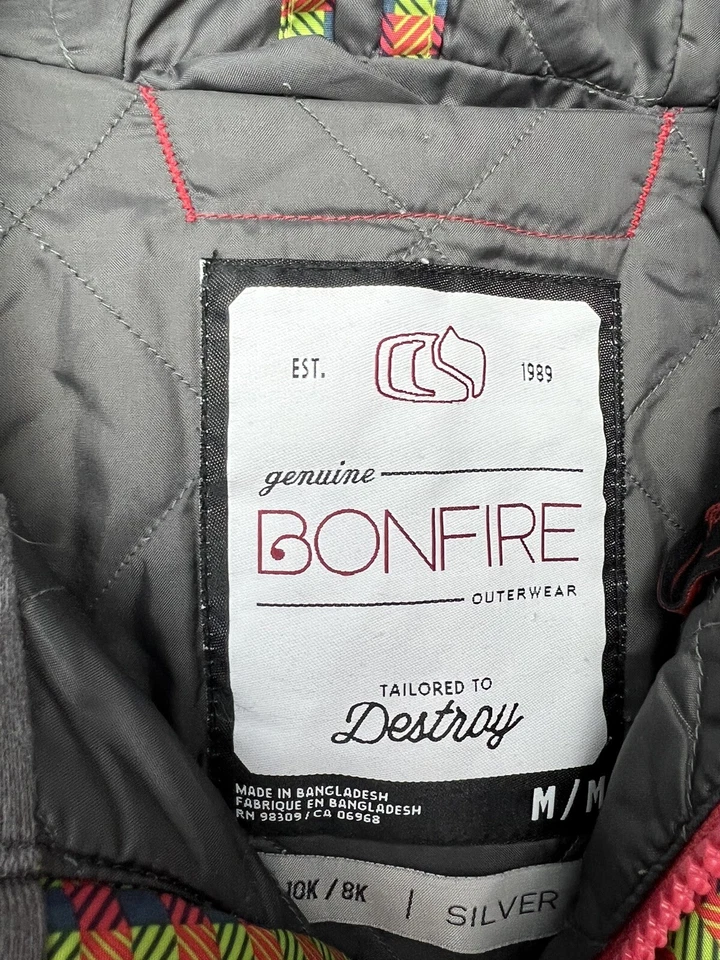 EST. 1989
genuine
BONFIRE
OUTERWEAR
TAILORED TO
Destroy
MADE IN BANGLADESH
FABRIQUE EN BANGLADESH
RN 98309 / CA 06968
M/M
10K / 8K | SILVER